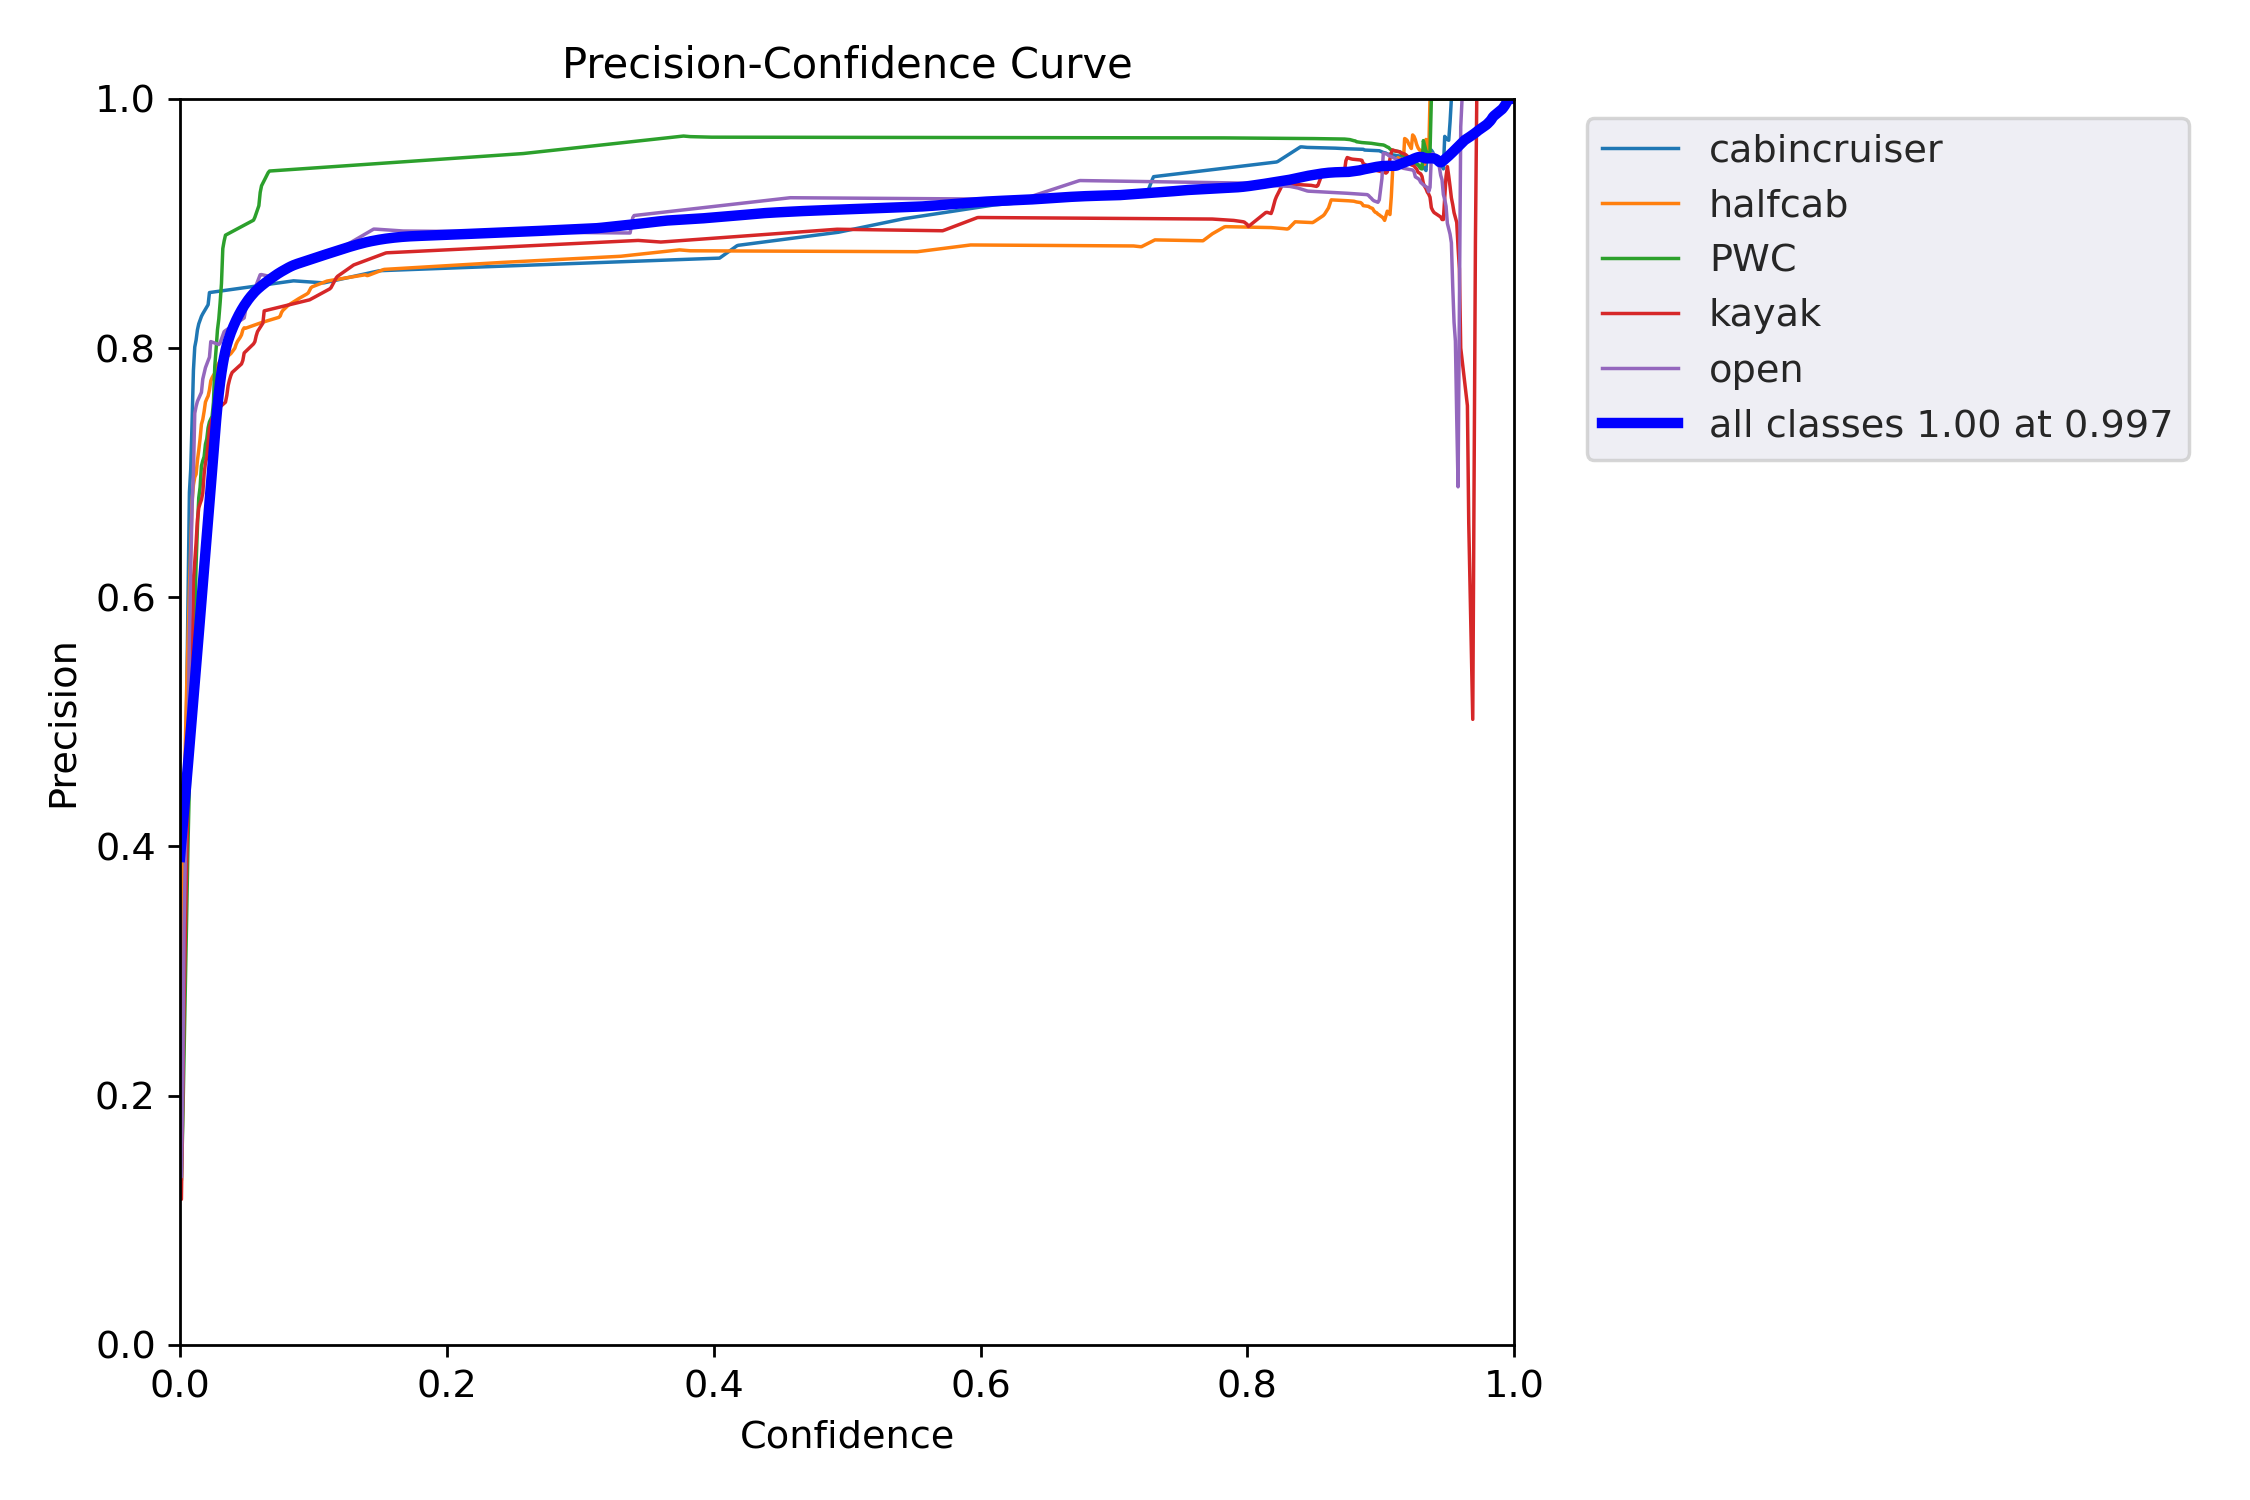 Precision-Confidence Curve
1.0
0.8
0.6
0.4
0.2
0.0
Precision
0.0 0.2 0.4 0.6 0.8 1.0
Confidence
cabincruiser
halfcab
PWC
kayak
open
all classes 1.00 at 0.997